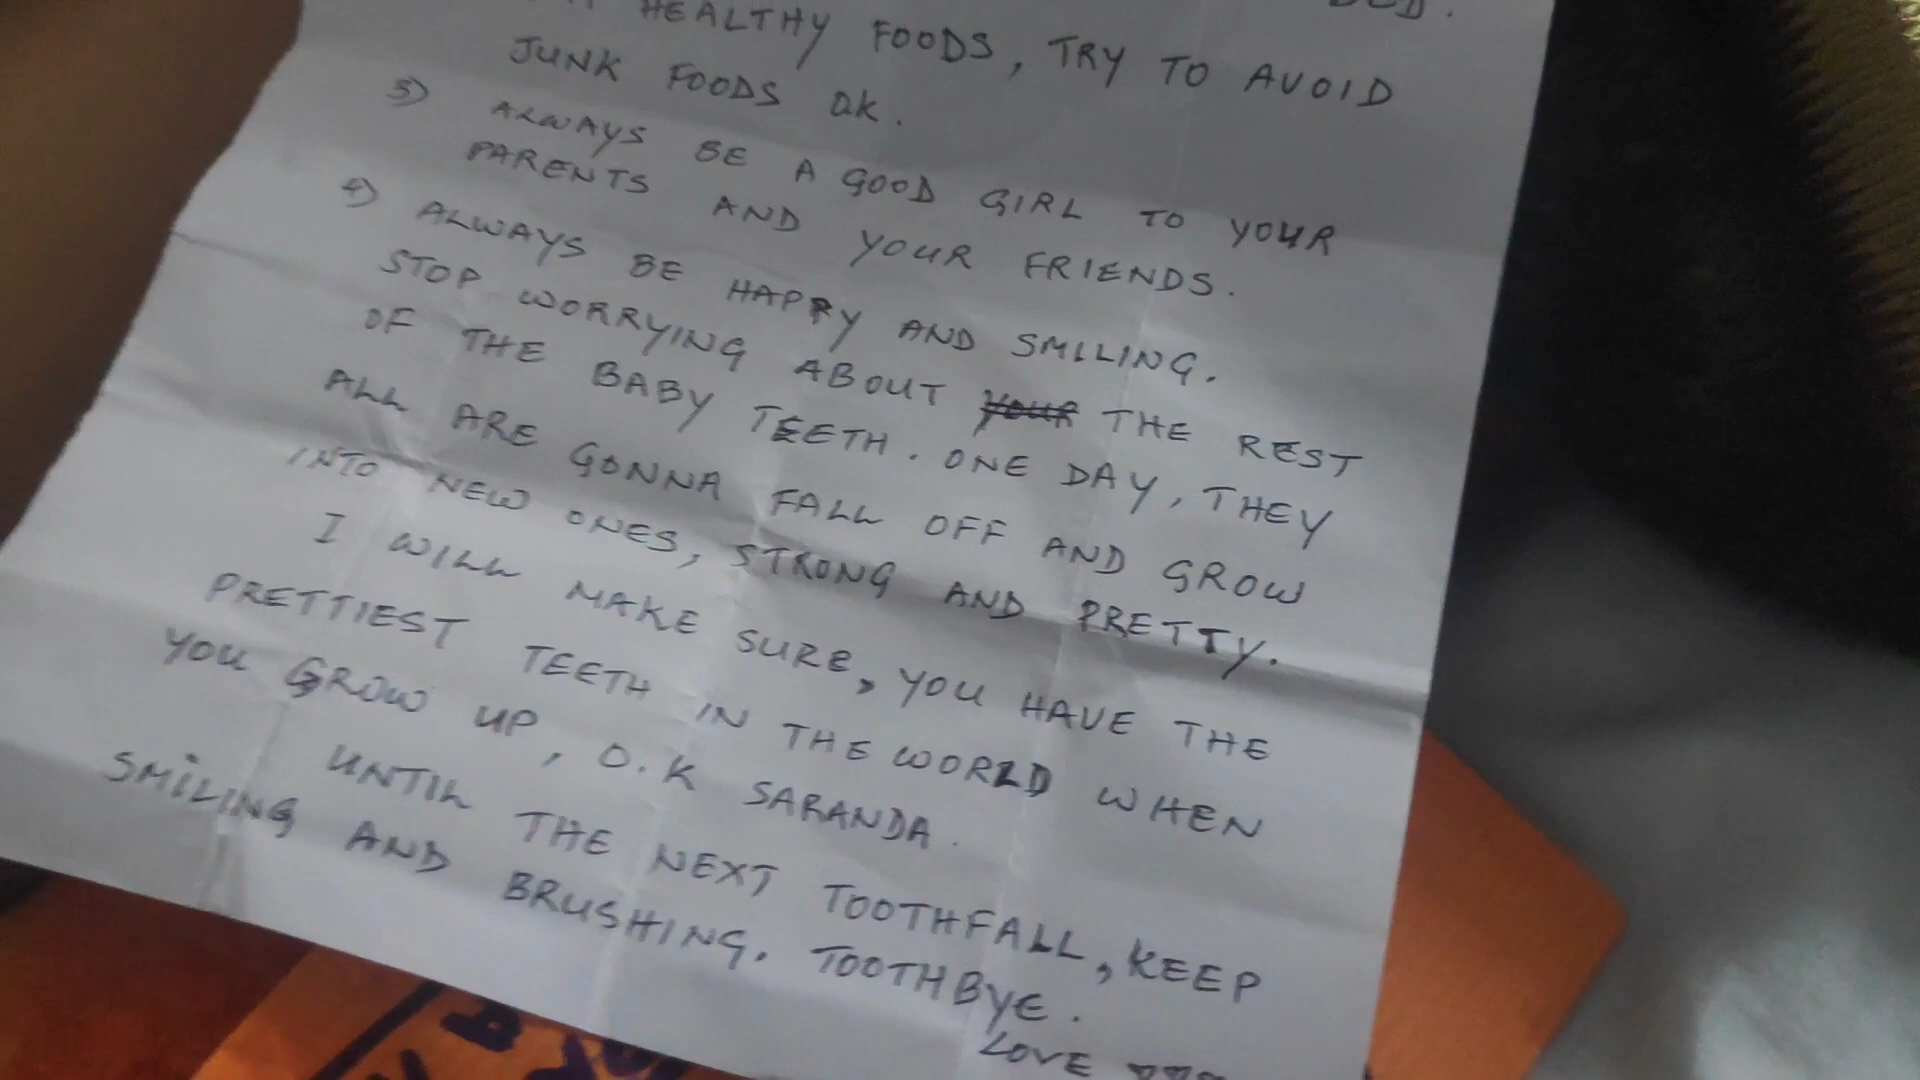 HEALTHY FOODS, TRY TO AVOID
JUNK FOODS OK.
3) ALWAYS BE A GOOD GIRL TO YOUR
PARENTS AND YOUR FRIENDS.
4) ALWAYS BE HAPPY AND SMILING.
STOP WORRYING ABOUT YOUR THE REST
OF THE BABY TEETH. ONE DAY, THEY
ALL ARE GONNA FALL OFF AND GROW
INTO NEW ONES, STRONG AND PRETTY.
I WILL MAKE SURE, YOU HAVE THE
PRETTIEST TEETH IN THE WORLD WHEN
YOU GROW UP, O.K SARANDA.
UNTIL THE NEXT TOOTHFALL, KEEP
SMILING AND BRUSHING. TOOTHBYE.
LOVE